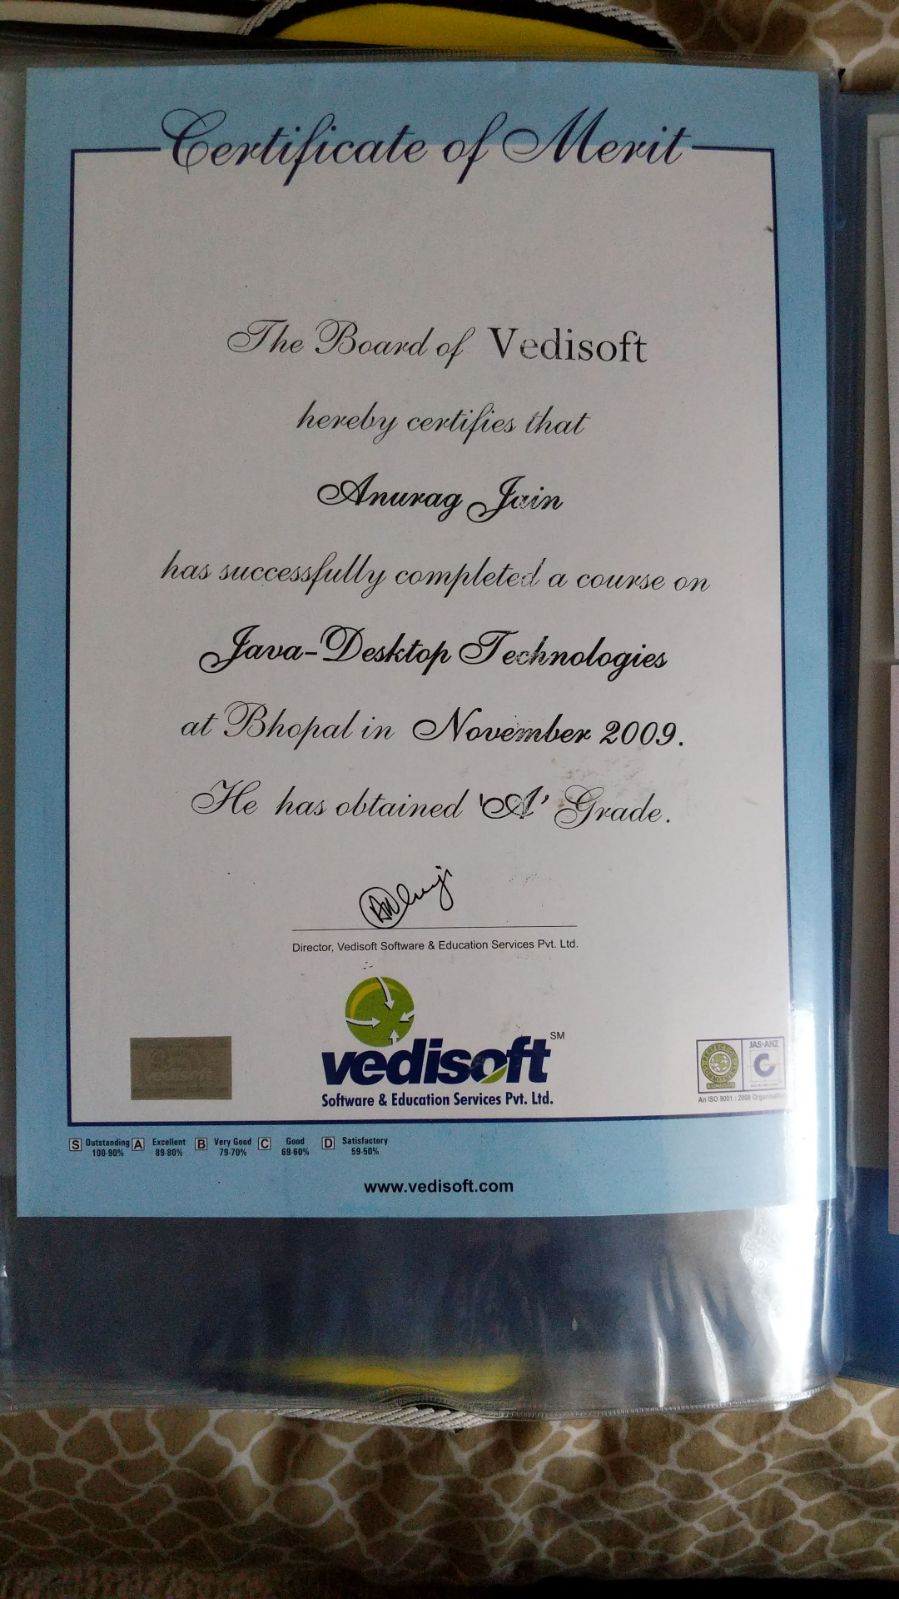 Certificate of Merit
The Board of Vedisoft
hereby certifies that
Anurag Jain
has successfully completed a course on
Java-Desktop Technologies
at Bhopal in November 2009.
He has obtained 'A' Grade.
Director, Vedisoft Software & Education Services Pvt. Ltd.
vedisoft SM
Software & Education Services Pvt. Ltd.
vedisoft
JAS-ANZ
An ISO 9001 : 2008
S Outstanding 100-90% A Excellent 89-80% B Very Good 79-70% C Good 69-60% D Satisfactory 59-50%
www.vedisoft.com